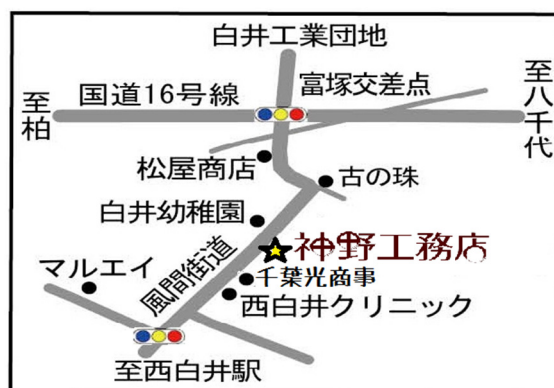 白井工業団地
国道16号線
富塚交差点
至柏
至八千代
松屋商店
古の珠
白井幼稚園
風間街道
神野工務店
マルエイ
千葉光商事
西白井クリニック
至西白井駅